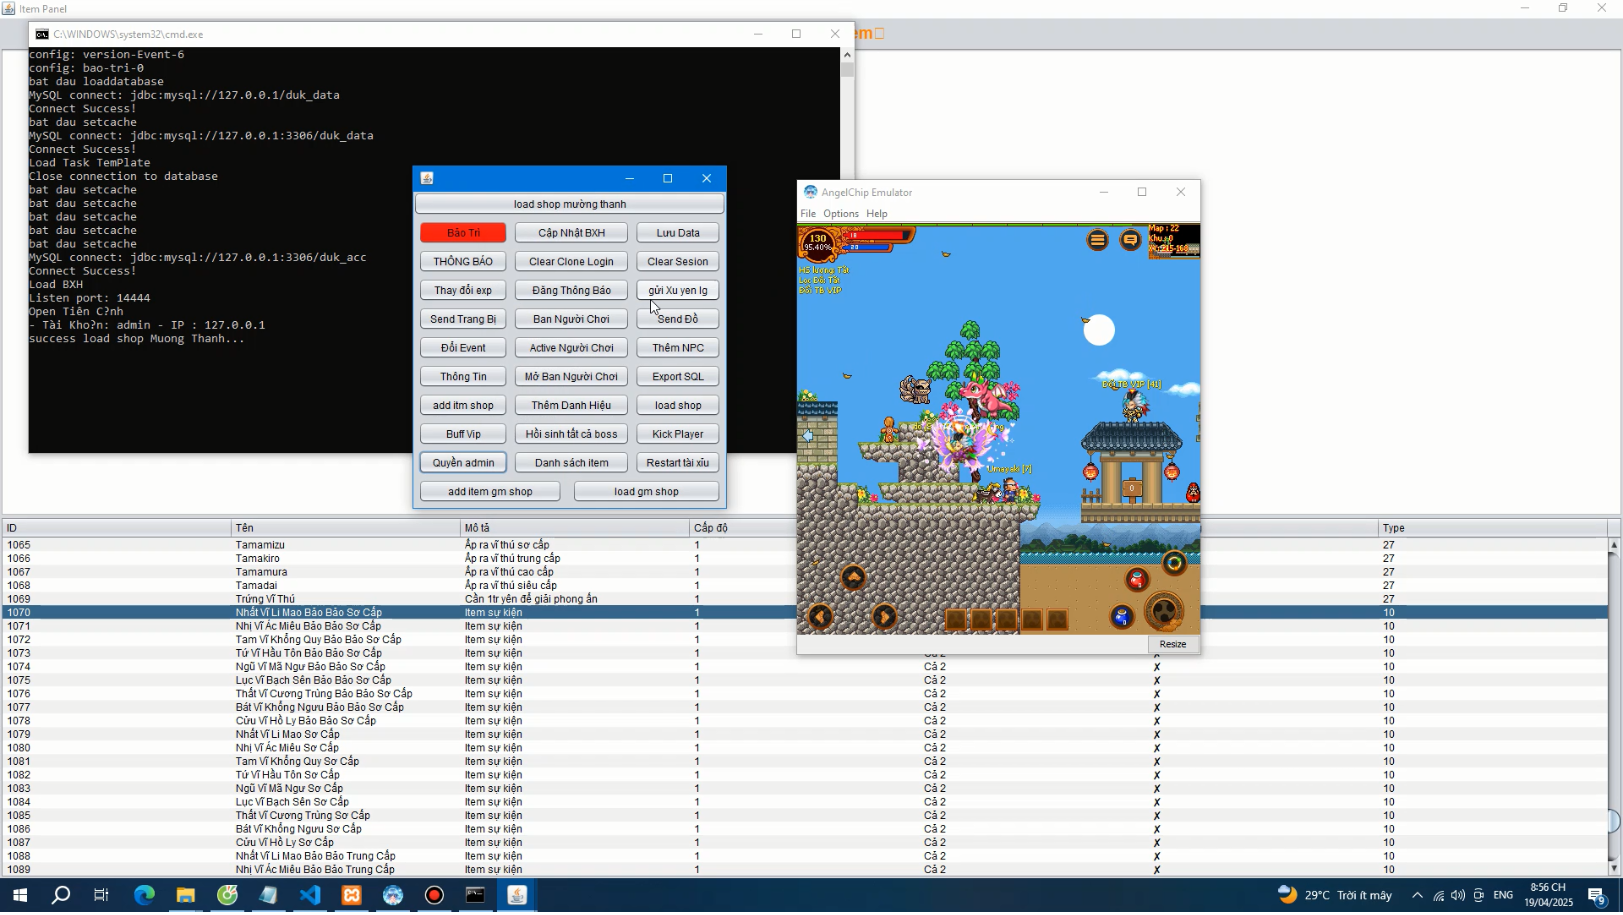 Item Panel
C:\WINDOWS\system32\cmd.exe
em
config: version-Event-6
config: bao-tri-0
bat dau loaddatabase
MySQL connect: jdbc:mysql://127.0.0.1/duk_data
Connect Success!
bat dau setcache
MySQL connect: jdbc:mysql://127.0.0.1:3306/duk_data
Connect Success!
Load Task TemPlate
Close connection to database
bat dau setcache
bat dau setcache
bat dau setcache
bat dau setcache
bat dau setcache
MySQL connect: jdbc:mysql://127.0.0.1:3306/duk_acc
Connect Success!
Load BXH
Listen port: 14444
Open Tiên C?nh
- Tài Kho?n: admin - IP : 127.0.0.1
success load shop Muong Thanh...
load shop mường thanh
Bảo Trì Cập Nhật BXH Lưu Data
THÔNG BÁO Clear Clone Login Clear Sesion
Thay đổi exp Đăng Thông Báo gửi Xu yen lg
Send Trang Bị Ban Người Chơi Send Đồ
Đổi Event Active Người Chơi Thêm NPC
Thông Tin Mở Ban Người Chơi Export SQL
add itm shop Thêm Danh Hiệu load shop
Buff Vip Hồi sinh tất cả boss Kick Player
Quyền admin Danh sách item Restart tài xỉu
add item gm shop load gm shop
AngelChip Emulator
File Options Help
130
95.40%
Map : 22
Khu : 0
HS lượng: Tắt
Lọc Đồ: Tắt
Đồi TB VIP
Umayaki [?]
0
Resize
ID Tên Mô tả Cấp độ Type
1065 Tamamizu Ấp ra vĩ thú sơ cấp 1 27
1066 Tamakiro Ấp ra vĩ thú trung cấp 1 27
1067 Tamamura Ấp ra vĩ thú cao cấp 1 27
1068 Tamadai Ấp ra vĩ thú siêu cấp 1 27
1069 Trứng Vĩ Thú Cần 1tr yên để giải phong ấn 1 27
1070 Nhất Vĩ Li Mao Bảo Bảo Sơ Cấp Item sự kiện 1 10
1071 Nhị Vĩ Ác Miêu Bảo Bảo Sơ Cấp Item sự kiện 1 10
1072 Tam Vĩ Khổng Quy Bảo Bảo Sơ Cấp Item sự kiện 1 10
1073 Tứ Vĩ Hầu Tôn Bảo Bảo Sơ Cấp Item sự kiện 1 Cả 2 ✗ 10
1074 Ngũ Vĩ Mã Ngư Bảo Bảo Sơ Cấp Item sự kiện 1 Cả 2 ✗ 10
1075 Lục Vĩ Bạch Sên Bảo Bảo Sơ Cấp Item sự kiện 1 Cả 2 ✗ 10
1076 Thất Vĩ Cương Trùng Bảo Bảo Sơ Cấp Item sự kiện 1 Cả 2 ✗ 10
1077 Bát Vĩ Khổng Ngưu Bảo Bảo Sơ Cấp Item sự kiện 1 Cả 2 ✗ 10
1078 Cửu Vĩ Hồ Ly Bảo Bảo Sơ Cấp Item sự kiện 1 Cả 2 ✗ 10
1079 Nhất Vĩ Li Mao Sơ Cấp Item sự kiện 1 Cả 2 ✗ 10
1080 Nhị Vĩ Ác Miêu Sơ Cấp Item sự kiện 1 Cả 2 ✗ 10
1081 Tam Vĩ Khổng Quy Sơ Cấp Item sự kiện 1 Cả 2 ✗ 10
1082 Tứ Vĩ Hầu Tôn Sơ Cấp Item sự kiện 1 Cả 2 ✗ 10
1083 Ngũ Vĩ Mã Ngư Sơ Cấp Item sự kiện 1 Cả 2 ✗ 10
1084 Lục Vĩ Bạch Sên Sơ Cấp Item sự kiện 1 Cả 2 ✗ 10
1085 Thất Vĩ Cương Trùng Sơ Cấp Item sự kiện 1 Cả 2 ✗ 10
1086 Bát Vĩ Khổng Ngưu Sơ Cấp Item sự kiện 1 Cả 2 ✗ 10
1087 Cửu Vĩ Hồ Ly Sơ Cấp Item sự kiện 1 Cả 2 ✗ 10
1088 Nhất Vĩ Li Mao Bảo Bảo Trung Cấp Item sự kiện 1 Cả 2 ✗ 10
1089 Nhị Vĩ Ác Miêu Bảo Bảo Trung Cấp Item sự kiện 1 Cả 2 ✗ 10
29°C Trời ít mây ENG 8:56 CH
19/04/2025
9